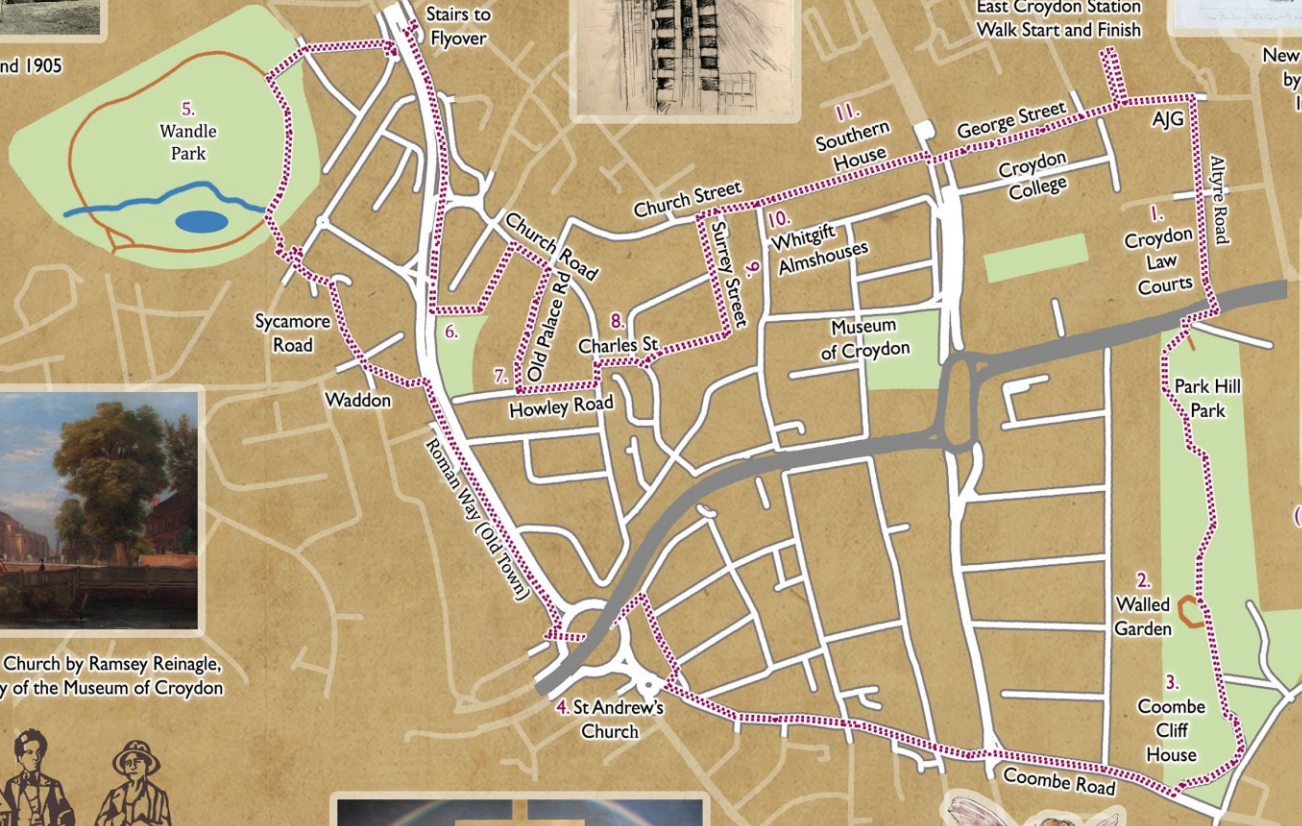 Stairs to
Flyover
East Croydon Station
Walk Start and Finish
nd 1905
New
by
5.
Wandle
Park
11.
Southern
House
George Street
AJG
Croydon
College
Altyre Road
Church Street
10.
Whitgift
Almshouses
9.
Surrey Street
1.
Croydon
Law
Courts
Church Road
Old Palace Rd
Sycamore
Road
6.
8.
Charles St
Museum
of Croydon
7.
Howley Road
Waddon
Park Hill
Park
Roman Way (Old Town)
2.
Walled
Garden
Church by Ramsey Reinagle,
y of the Museum of Croydon
3.
Coombe
Cliff
House
4. St Andrew's
Church
Coombe Road
(